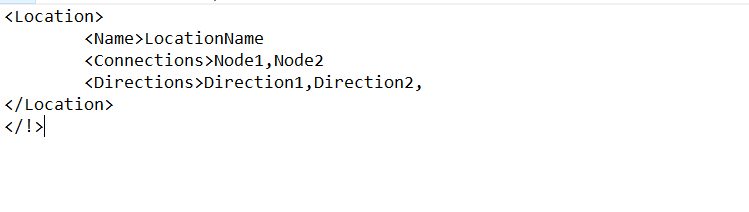 <Location>
<Name>LocationName
<Connections>Node1,Node2
<Directions>Direction1,Direction2,
</Location>
</!>